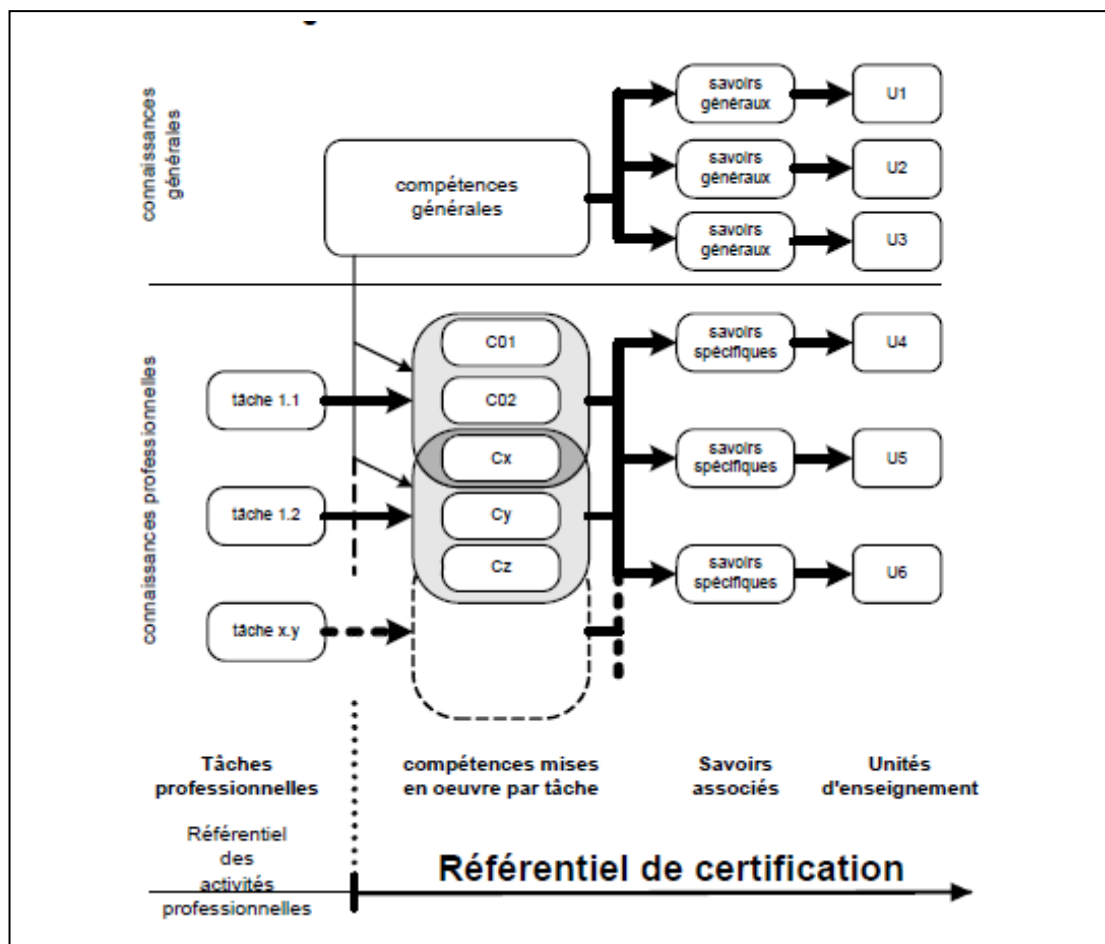 connaissances
générales
compétences
générales
savoirs
généraux
U1
savoirs
généraux
U2
savoirs
généraux
U3
connaissances professionnelles
tâche 1.1
tâche 1.2
tâche x.y
C01
C02
Cx
Cy
Cz
savoirs
spécifiques
U4
savoirs
spécifiques
U5
savoirs
spécifiques
U6
Tâches
professionnelles
compétences mises
en oeuvre par tâche
Savoirs
associés
Unités
d'enseignement
Référentiel
des
activités
professionnelles
Référentiel de certification